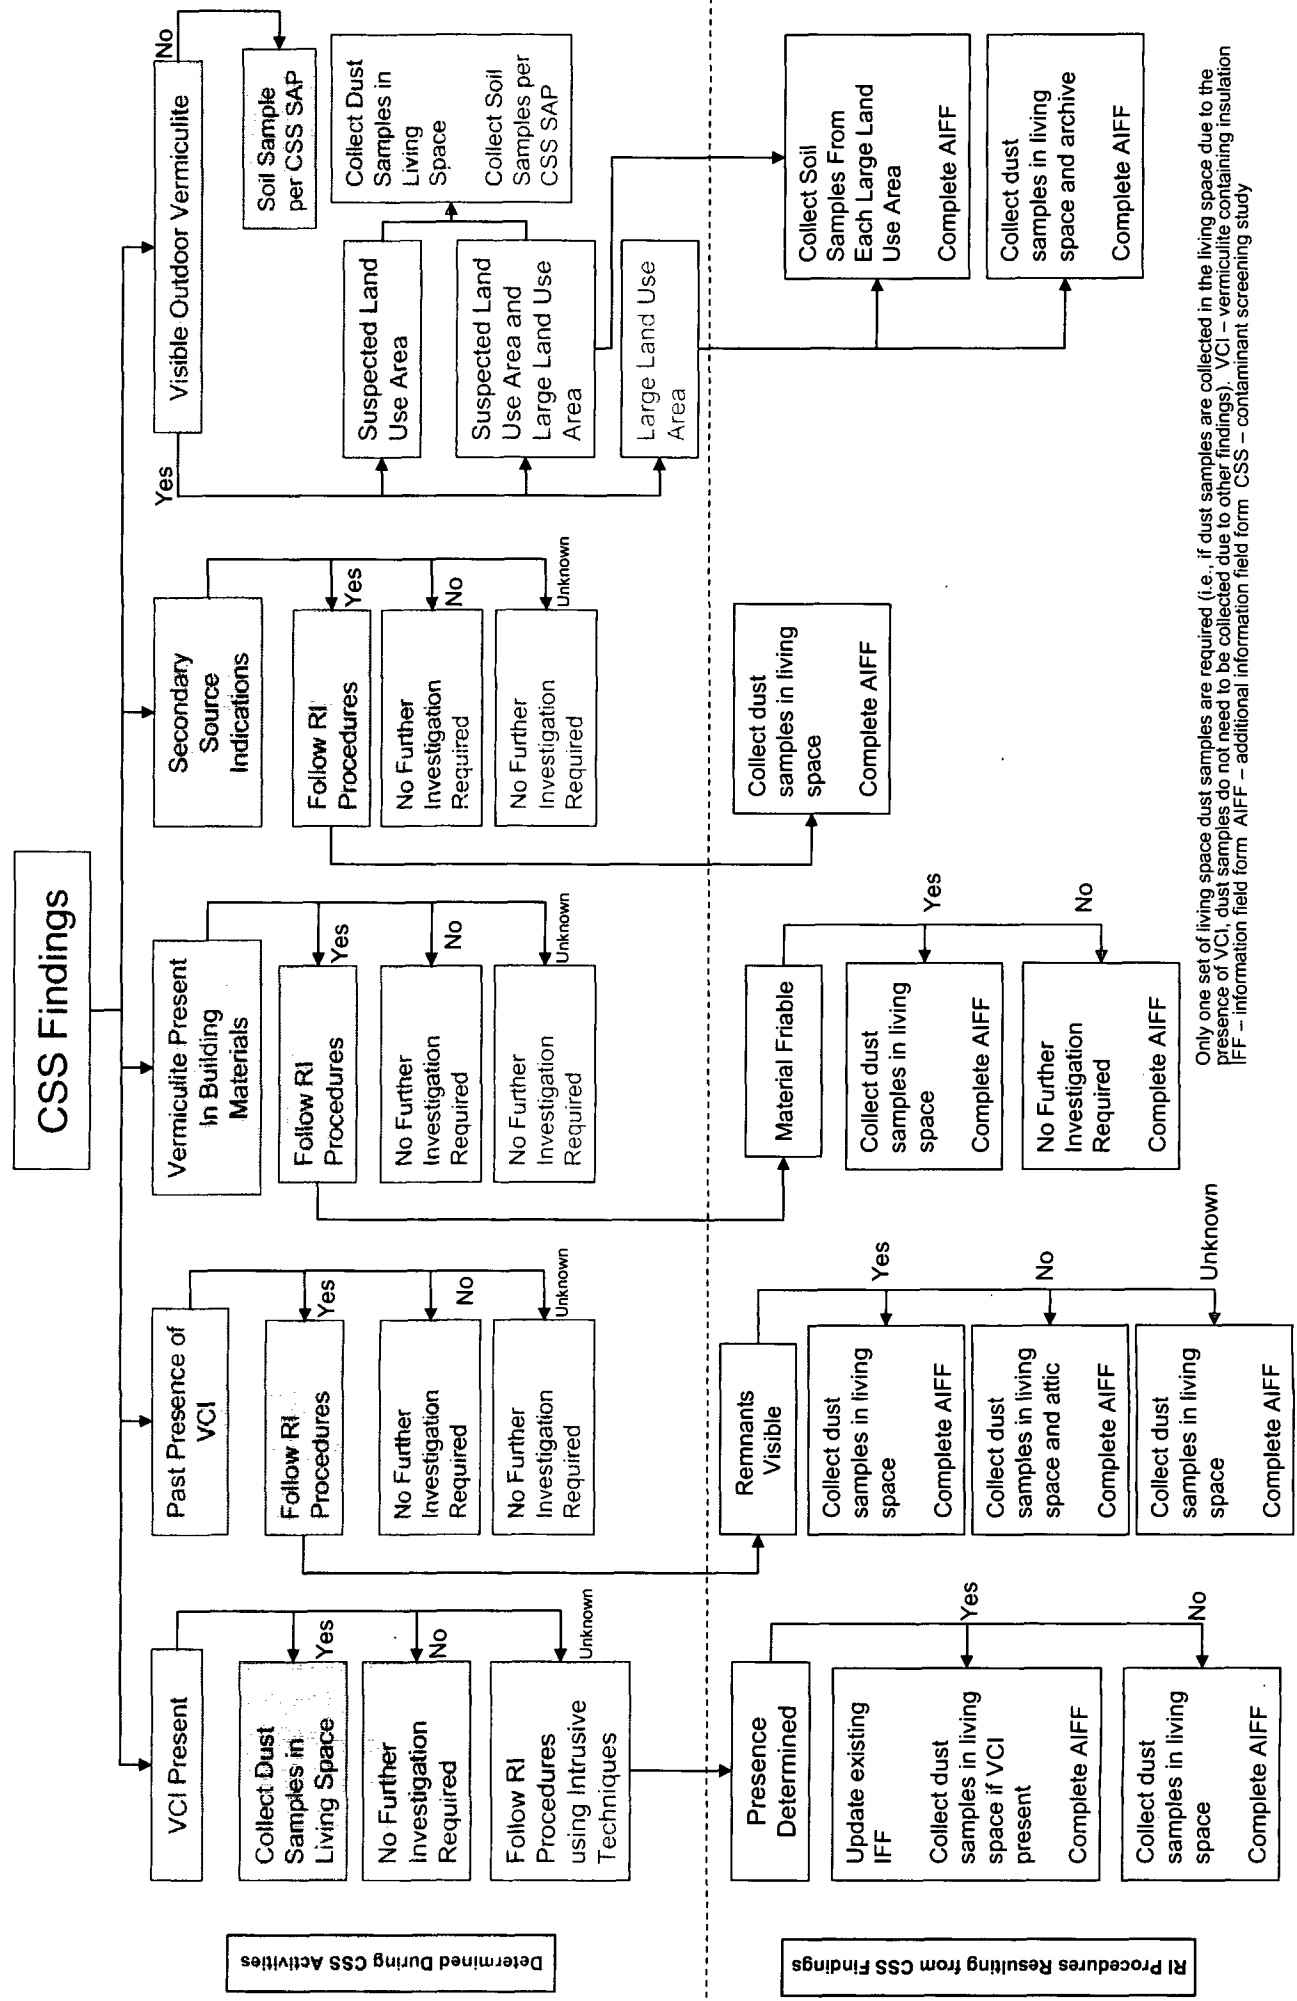 CSS Findings
Determined During CSS Activities
VCI Present
Collect Dust
Samples in
Living Space
Yes
No Further
Investigation
Required
No
Follow RI
Procedures
using Intrusive
Techniques
Unknown
Past Presence of
VCI
Follow RI
Procedures
Yes
No Further
Investigation
Required
No
No Further
Investigation
Required
Unknown
Vermiculite Present
In Building
Materials
Follow RI
Procedures
Yes
No Further
Investigation
Required
No
No Further
Investigation
Required
Unknown
Secondary
Source
Indications
Follow RI
Procedures
Yes
No Further
Investigation
Required
No
No Further
Investigation
Required
Unknown
Visible Outdoor Vermiculite
Yes
No
Soil Sample
per CSS SAP
Suspected Land
Use Area
Suspected Land
Use Area and
Large Land Use
Area
Large Land Use
Area
Collect Dust
Samples in
Living
Space
Collect Soil
Samples per
CSS SAP
RI Procedures Resulting from CSS Findings
Presence
Determined
Update existing
IFF
Collect dust
samples in living
space if VCI
present
Complete AIFF
Yes
Collect dust
samples in living
space
Complete AIFF
No
Remnants
Visible
Collect dust
samples in living
space
Complete AIFF
Yes
Collect dust
samples in living
space and attic
Complete AIFF
No
Collect dust
samples in living
space
Complete AIFF
Unknown
Material Friable
Collect dust
samples in living
space
Complete AIFF
Yes
No Further
Investigation
Required
Complete AIFF
No
Collect dust
samples in living
space
Complete AIFF
Collect Soil
Samples From
Each Large Land
Use Area
Complete AIFF
Collect dust
samples in living
space and archive
Complete AIFF
Only one set of living space dust samples are required (i.e., if dust samples are collected in the living space due to the
presence of VCI, dust samples do not need to be collected due to other findings). VCI – vermiculite containing insulation
IFF – information field form AIFF – additional information field form CSS – contaminant screening study